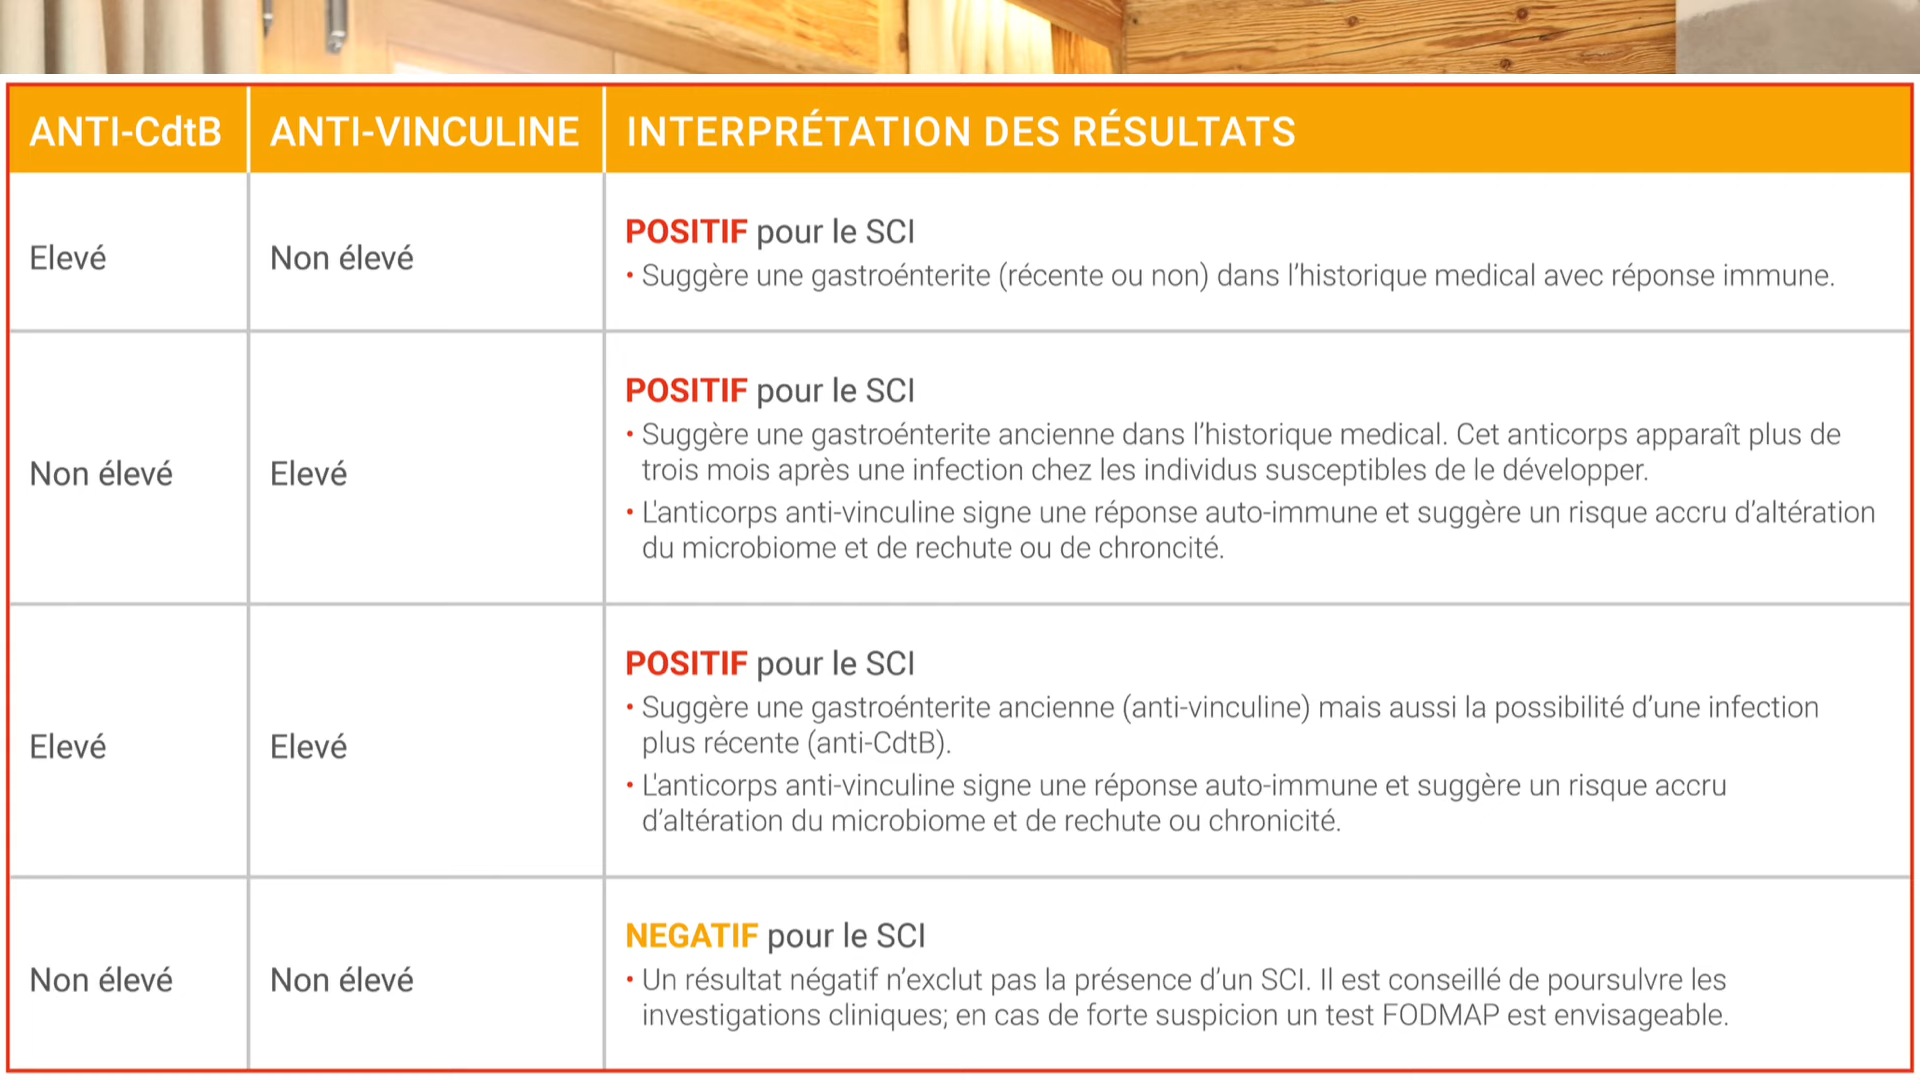 ANTI-CdtB ANTI-VINCULINE INTERPRÉTATION DES RÉSULTATS
Elevé Non élevé
POSITIF pour le SCI
• Suggère une gastroénterite (récente ou non) dans l'historique medical avec réponse immune.
Non élevé Elevé
POSITIF pour le SCI
• Suggère une gastroénterite ancienne dans l'historique medical. Cet anticorps apparaît plus de
trois mois après une infection chez les individus susceptibles de le développer.
• L'anticorps anti-vinculine signe une réponse auto-immune et suggère un risque accru d'altération
du microbiome et de rechute ou de chroncité.
Elevé Elevé
POSITIF pour le SCI
• Suggère une gastroénterite ancienne (anti-vinculine) mais aussi la possibilité d'une infection
plus récente (anti-CdtB).
• L'anticorps anti-vinculine signe une réponse auto-immune et suggère un risque accru
d'altération du microbiome et de rechute ou chronicité.
Non élevé Non élevé
NEGATIF pour le SCI
• Un résultat négatif n'exclut pas la présence d'un SCI. Il est conseillé de poursulvre les
investigations cliniques; en cas de forte suspicion un test FODMAP est envisageable.